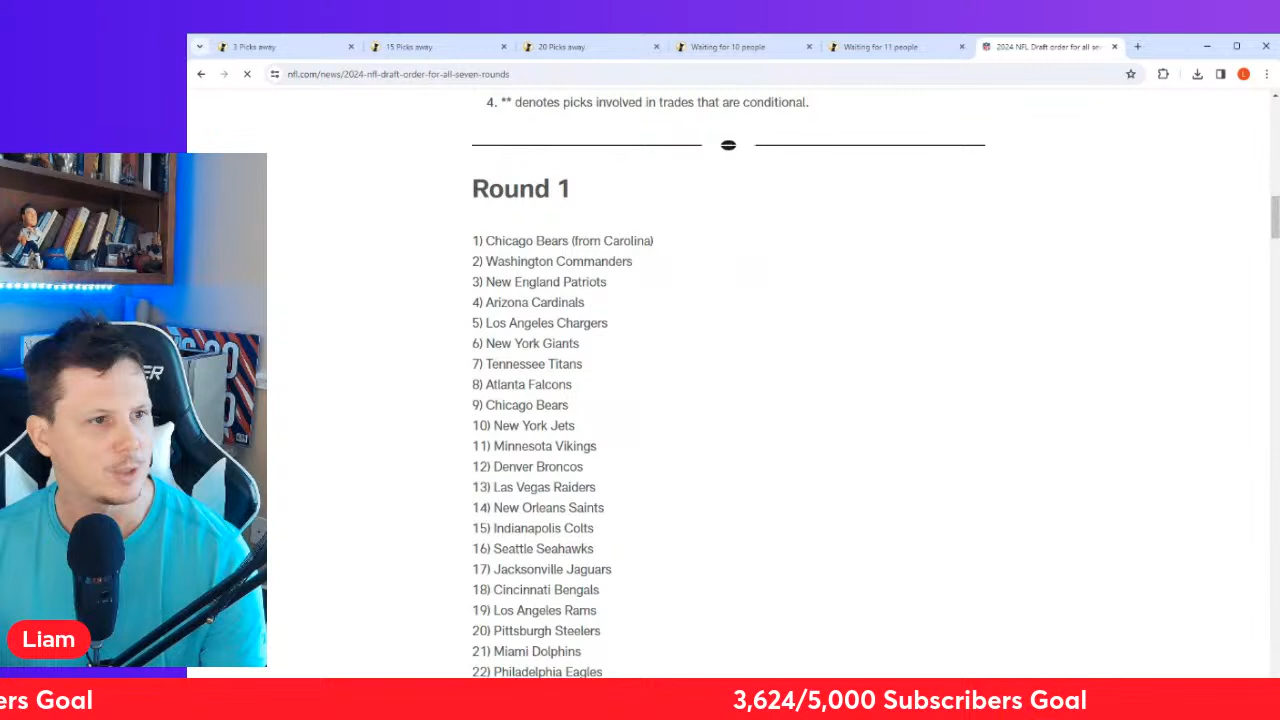 3 Picks away
15 Picks away
20 Picks away
Waiting for 10 people
Waiting for 11 people
2024 NFL Draft order for all se
nfl.com/news/2024-nfl-draft-order-for-all-seven-rounds
L
4. ** denotes picks involved in trades that are conditional.
Round 1
1) Chicago Bears (from Carolina)
2) Washington Commanders
3) New England Patriots
4) Arizona Cardinals
5) Los Angeles Chargers
6) New York Giants
7) Tennessee Titans
8) Atlanta Falcons
9) Chicago Bears
10) New York Jets
11) Minnesota Vikings
12) Denver Broncos
13) Las Vegas Raiders
14) New Orleans Saints
15) Indianapolis Colts
16) Seattle Seahawks
17) Jacksonville Jaguars
18) Cincinnati Bengals
19) Los Angeles Rams
20) Pittsburgh Steelers
21) Miami Dolphins
22) Philadelphia Eagles
ER
Liam
ers Goal
3,624/5,000 Subscribers Goal